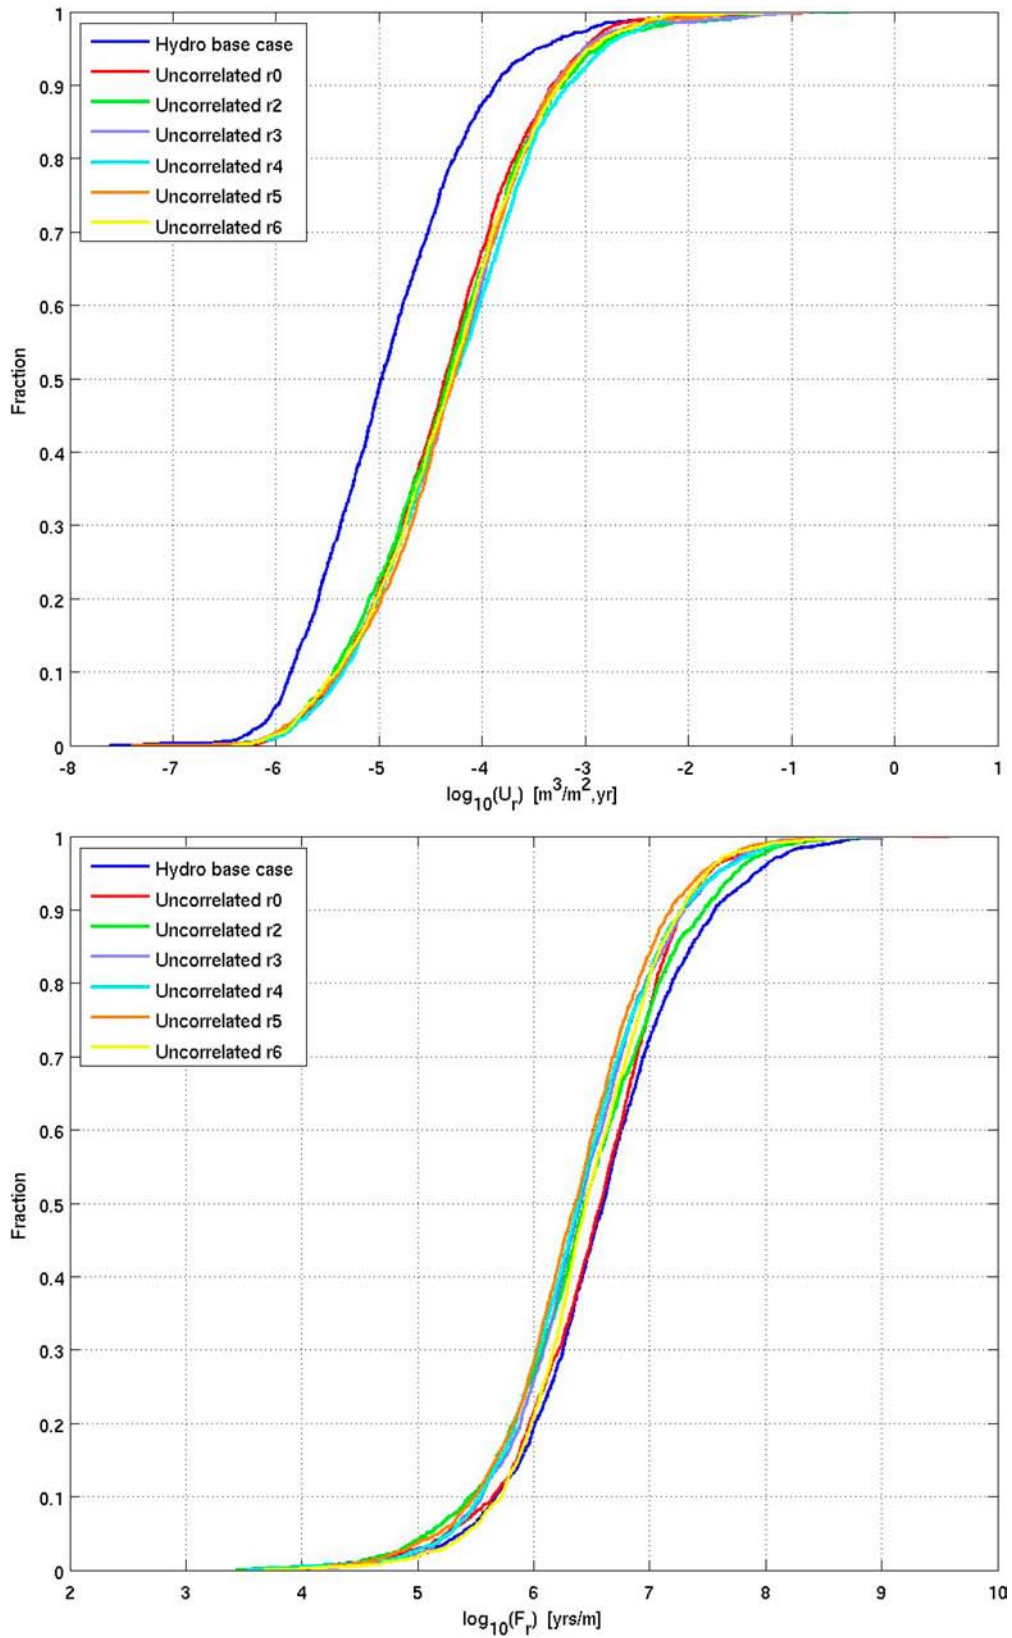 1
0.9
0.8
0.7
0.6
0.5
0.4
0.3
0.2
0.1
0
Fraction
Hydro base case
Uncorrelated r0
Uncorrelated r2
Uncorrelated r3
Uncorrelated r4
Uncorrelated r5
Uncorrelated r6
-8 -7 -6 -5 -4 -3 -2 -1 0 1
log₁₀(Uᵣ) [m³/m²,yr]
1
0.9
0.8
0.7
0.6
0.5
0.4
0.3
0.2
0.1
0
Fraction
Hydro base case
Uncorrelated r0
Uncorrelated r2
Uncorrelated r3
Uncorrelated r4
Uncorrelated r5
Uncorrelated r6
2 3 4 5 6 7 8 9 10
log₁₀(Fᵣ) [yrs/m]